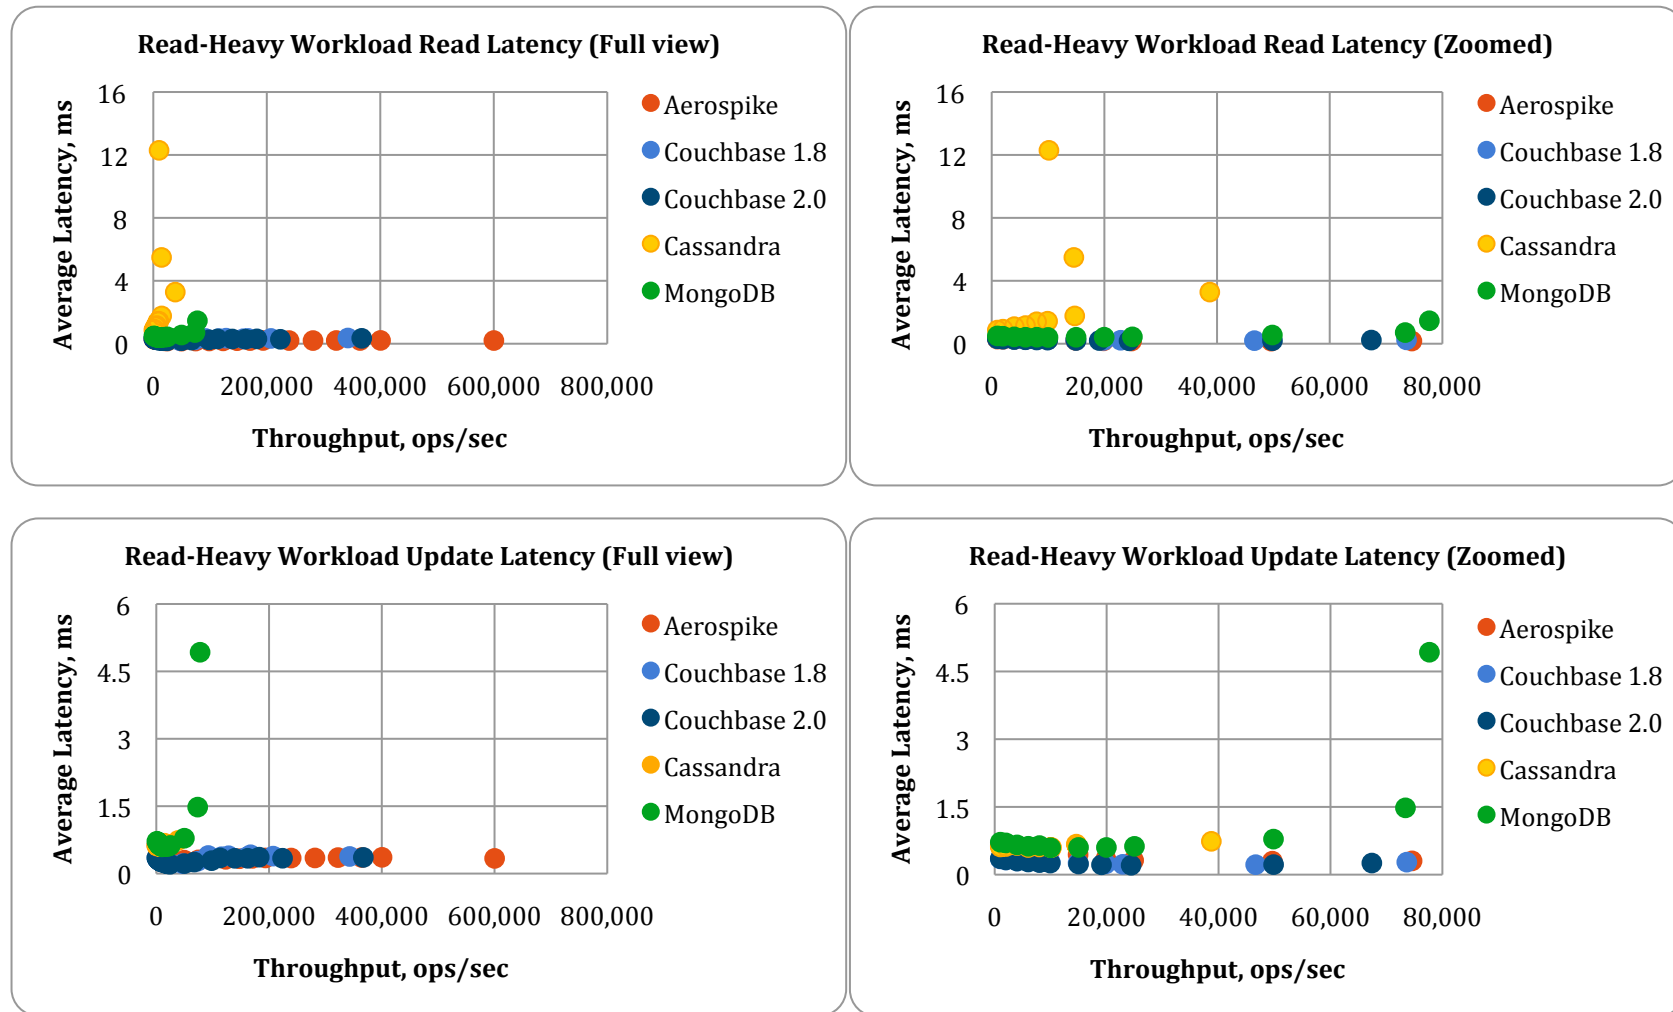 Read-Heavy Workload Read Latency (Full view)
16
12
8
4
0
Average Latency, ms
0 200,000 400,000 600,000 800,000
Throughput, ops/sec
Aerospike
Couchbase 1.8
Couchbase 2.0
Cassandra
MongoDB
Read-Heavy Workload Read Latency (Zoomed)
16
12
8
4
0
Average Latency, ms
0 20,000 40,000 60,000 80,000
Throughput, ops/sec
Aerospike
Couchbase 1.8
Couchbase 2.0
Cassandra
MongoDB
Read-Heavy Workload Update Latency (Full view)
6
4.5
3
1.5
0
Average Latency, ms
0 200,000 400,000 600,000 800,000
Throughput, ops/sec
Aerospike
Couchbase 1.8
Couchbase 2.0
Cassandra
MongoDB
Read-Heavy Workload Update Latency (Zoomed)
6
4.5
3
1.5
0
Average Latency, ms
0 20,000 40,000 60,000 80,000
Throughput, ops/sec
Aerospike
Couchbase 1.8
Couchbase 2.0
Cassandra
MongoDB